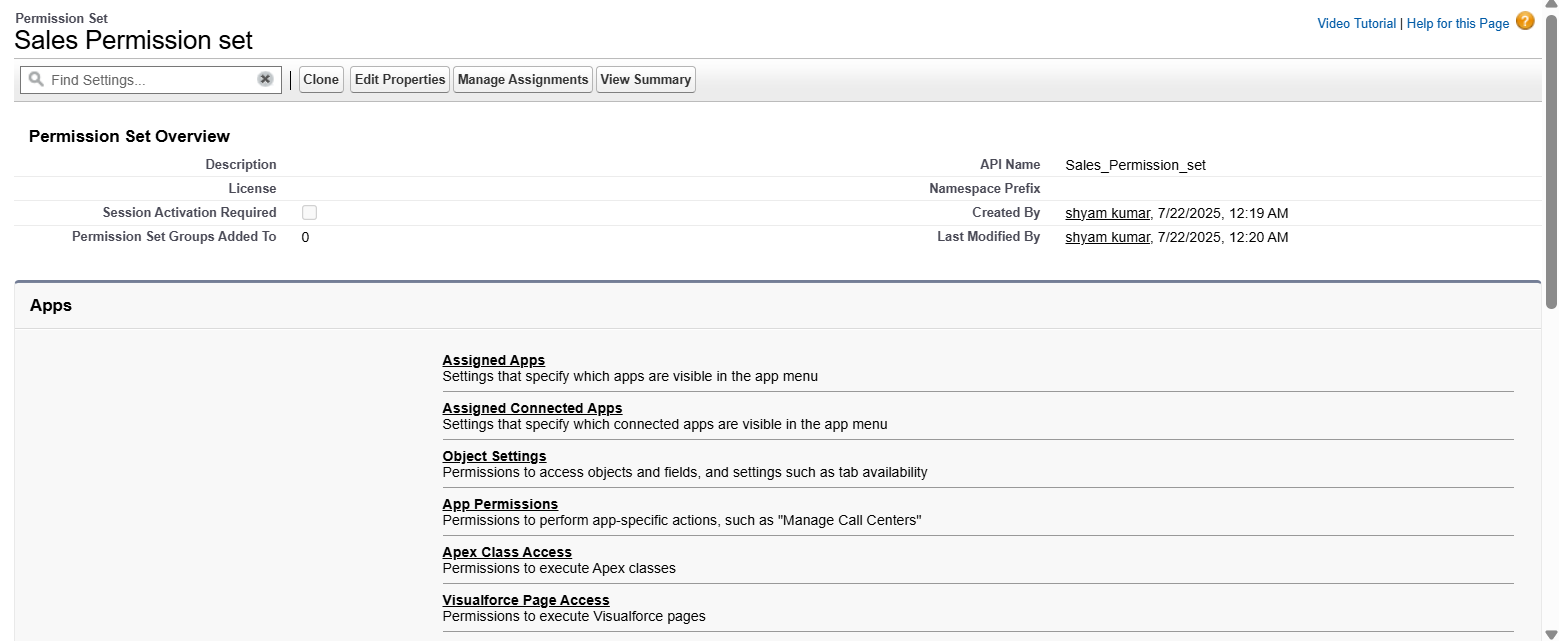 Permission Set
Sales Permission set
Video Tutorial | Help for this Page ?
Find Settings...
Clone Edit Properties Manage Assignments View Summary
Permission Set Overview
Description API Name Sales_Permission_set
License Namespace Prefix
Session Activation Required Created By shyam kumar, 7/22/2025, 12:19 AM
Permission Set Groups Added To 0 Last Modified By shyam kumar, 7/22/2025, 12:20 AM
Apps
Assigned Apps
Settings that specify which apps are visible in the app menu
Assigned Connected Apps
Settings that specify which connected apps are visible in the app menu
Object Settings
Permissions to access objects and fields, and settings such as tab availability
App Permissions
Permissions to perform app-specific actions, such as "Manage Call Centers"
Apex Class Access
Permissions to execute Apex classes
Visualforce Page Access
Permissions to execute Visualforce pages